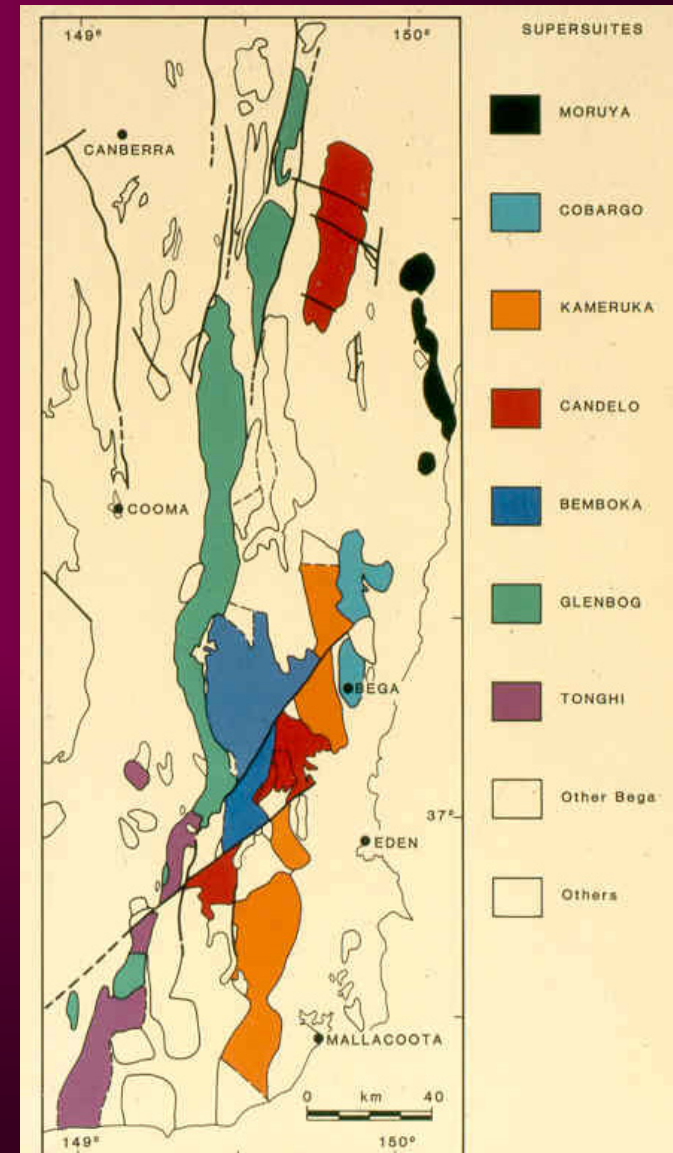 149° 150° SUPERSUITES
MORUYA
CANBERRA
COBARGO
KAMERUKA
CANDELO
COOMA
BEMBOKA
GLENBOG
BEGA
TONGHI
Other Bega
37°
EDEN
Others
MALLACOOTA
0 km 40
149° 150°